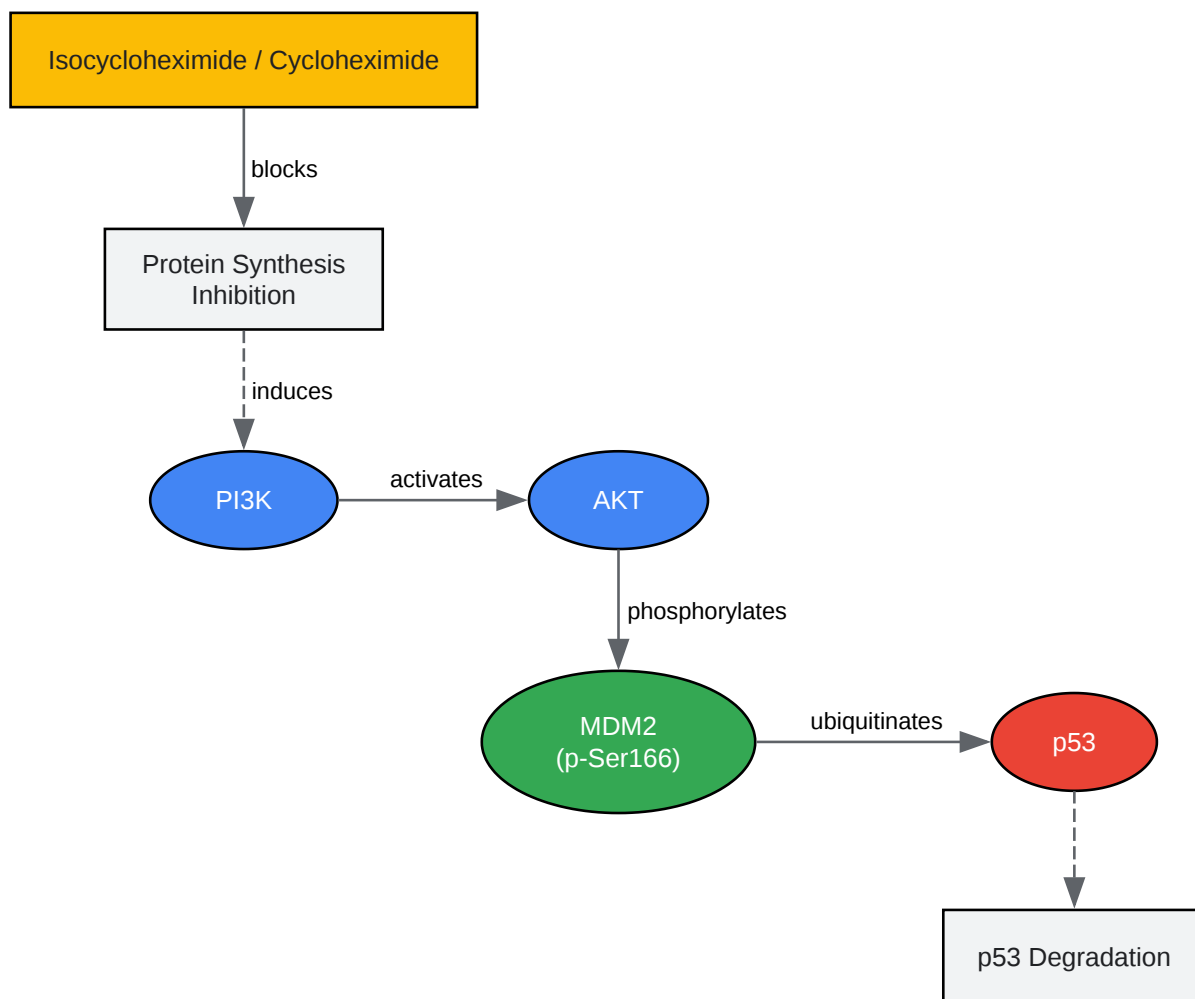 Isocycloheximide / Cycloheximide
blocks
Protein Synthesis
Inhibition
induces
PI3K
activates
AKT
phosphorylates
MDM2
(p-Ser166)
ubiquitinates
p53
p53 Degradation